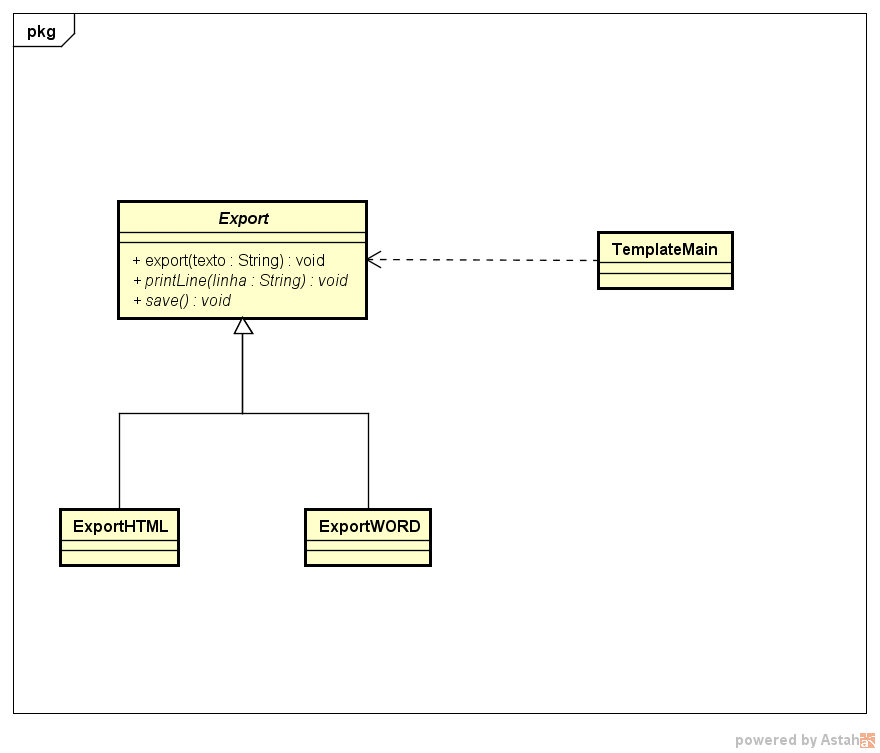 pkg
Export
+ export(texto : String) : void
+ printLine(linha : String) : void
+ save() : void
TemplateMain
ExportHTML
ExportWORD
powered by Astah